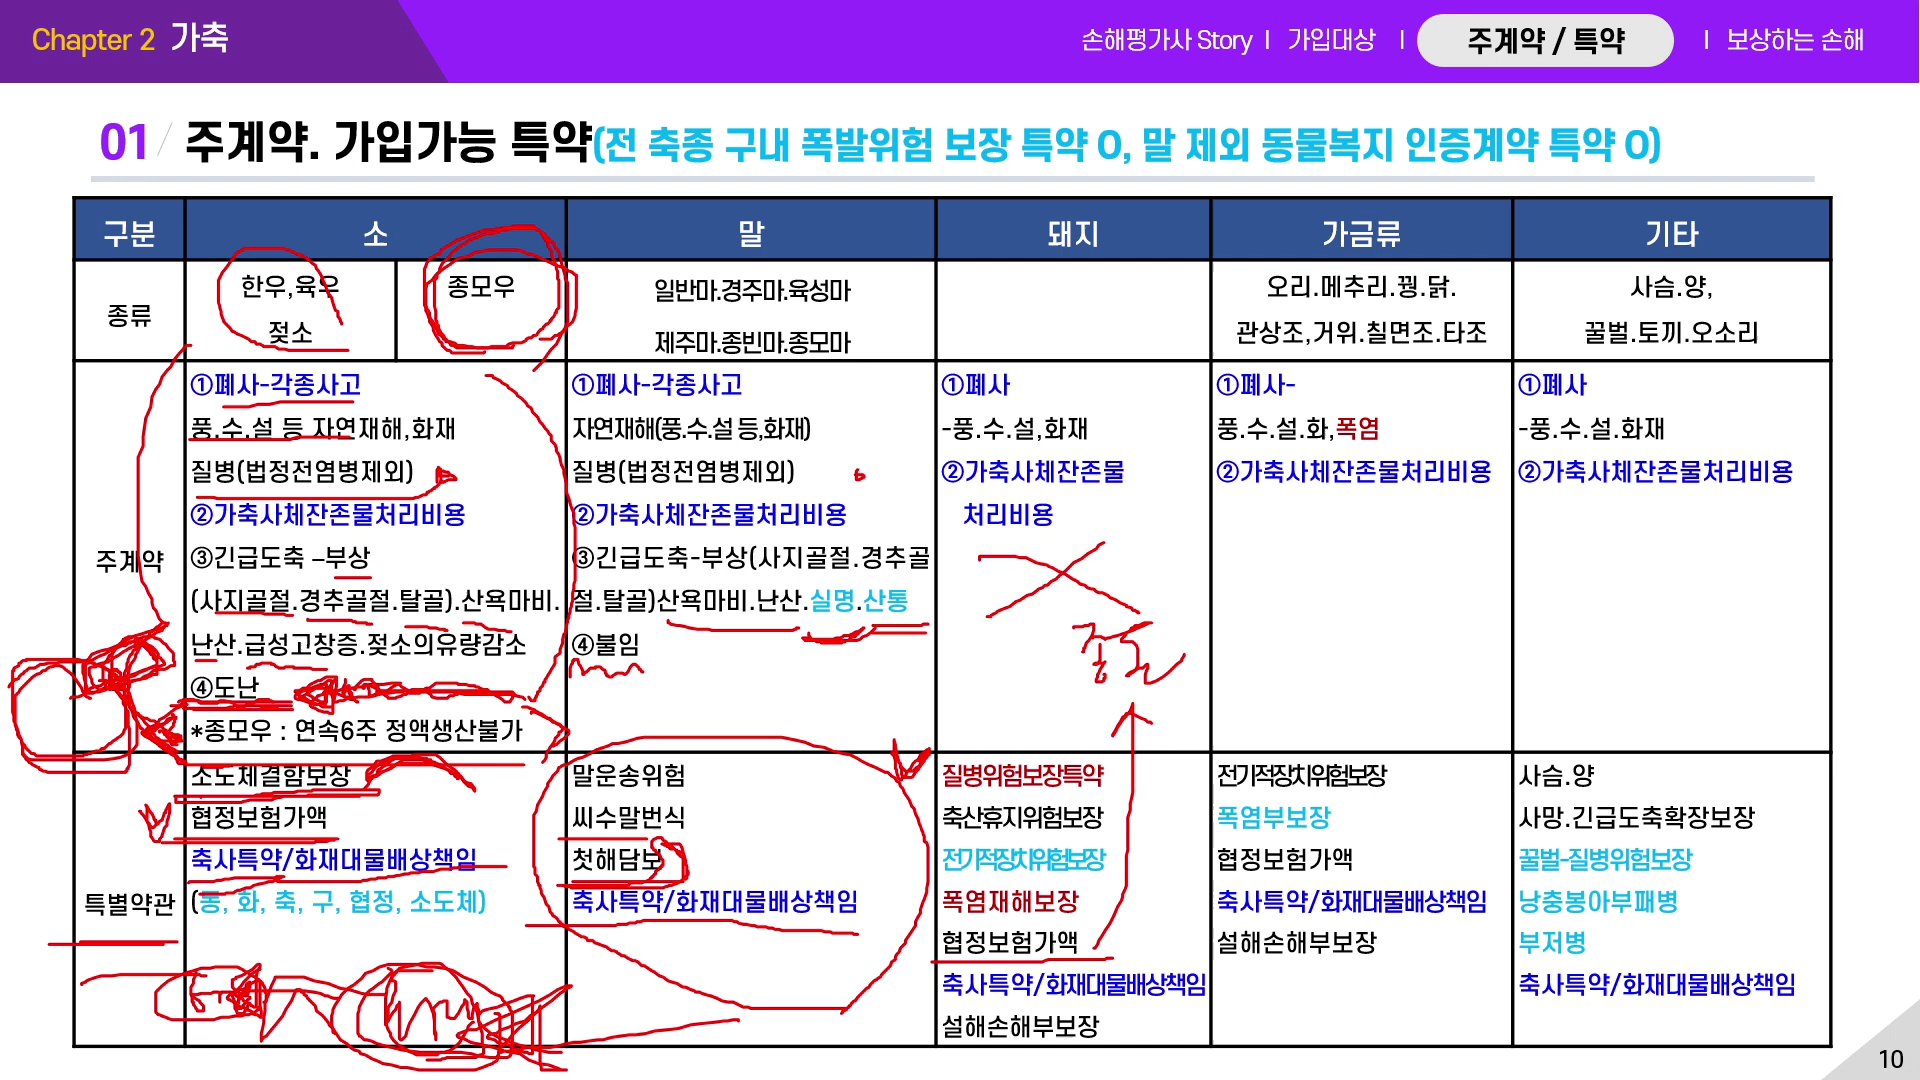 Chapter 2 가축
손해평가사 Story | 가입대상 | 주계약 / 특약 | 보상하는 손해
01 / 주계약. 가입가능 특약(전 축종 구내 폭발위험 보장 특약 O, 말 제외 동물복지 인증계약 특약 O)
구분
소
말
돼지
가금류
기타
종류
한우,육우
젖소
종모우
일반마.경주마.육성마
제주마.종빈마.종모마
오리.메추리.꿩.닭.
관상조,거위.칠면조.타조
사슴.양,
꿀벌.토끼.오소리
주계약
①폐사-각종사고
풍.수.설 등 자연재해,화재
질병(법정전염병제외)
②가축사체잔존물처리비용
③긴급도축 –부상
(사지골절.경추골절.탈골).산욕마비.
난산.급성고창증.젖소의유량감소
④도난
*종모우 : 연속6주 정액생산불가
①폐사-각종사고
자연재해(풍.수.설 등,화재)
질병(법정전염병제외)
②가축사체잔존물처리비용
③긴급도축-부상(사지골절.경추골
절.탈골)산욕마비.난산.실명.산통
④불임
①폐사
-풍.수.설,화재
②가축사체잔존물
처리비용
①폐사-
풍.수.설.화,폭염
②가축사체잔존물처리비용
①폐사
-풍.수.설.화재
②가축사체잔존물처리비용
특별약관
소도체결함보장
협정보험가액
축사특약/화재대물배상책임
(동, 화, 축, 구, 협정, 소도체)
말운송위험
씨수말번식
첫해담보
축사특약/화재대물배상책임
질병위험보장특약
축산휴지위험보장
전기적장치위험보장
폭염재해보장
협정보험가액
축사특약/화재대물배상책임
설해손해부보장
전기적장치위험보장
폭염부보장
협정보험가액
축사특약/화재대물배상책임
설해손해부보장
사슴.양
사망.긴급도축확장보장
꿀벌-질병위험보장
낭충봉아부패병
부저병
축사특약/화재대물배상책임
10